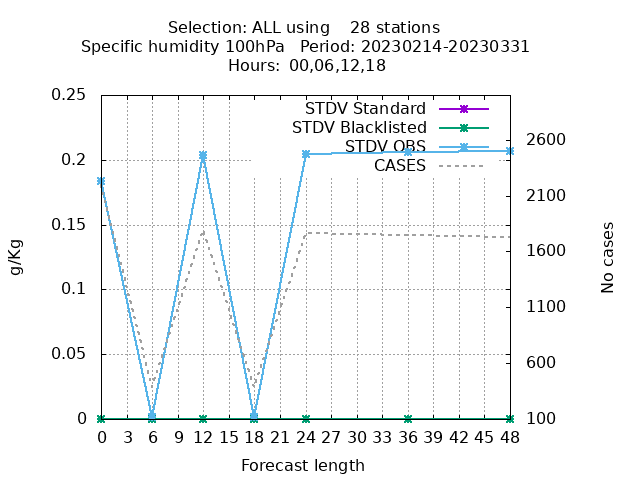 Selection: ALL using    28 stations
Specific humidity 100hPa   Period: 20230214-20230331
Hours: 00,06,12,18
STDV Standard
STDV Blacklisted
STDV OBS
CASES
0.25
0.2
0.15
0.1
0.05
0
g/Kg
2600
2100
1600
1100
600
100
No cases
0 3 6 9 12 15 18 21 24 27 30 33 36 39 42 45 48
Forecast length